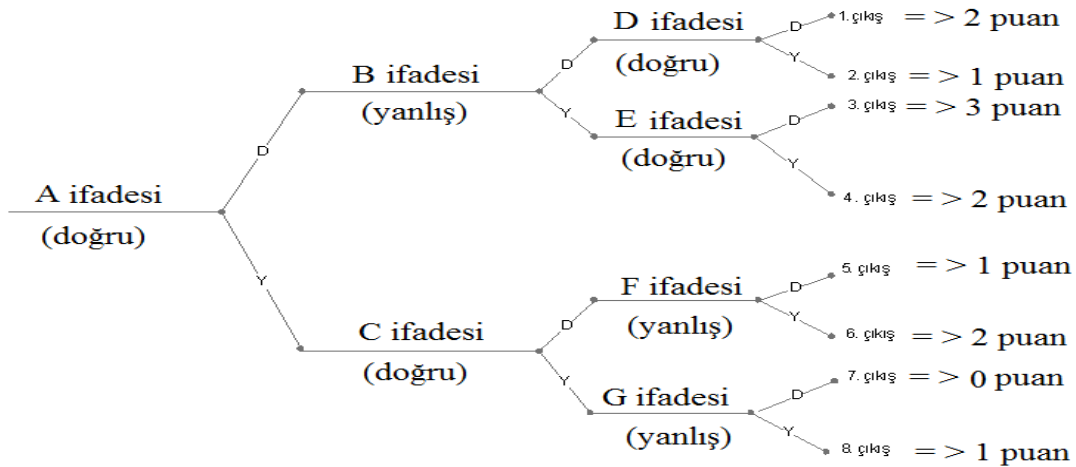 A ifadesi
(doğru)
D
Y
B ifadesi
(yanlış)
D
Y
C ifadesi
(doğru)
D
Y
D ifadesi
(doğru)
D
Y
E ifadesi
(doğru)
D
Y
F ifadesi
(yanlış)
D
Y
G ifadesi
(yanlış)
D
Y
1. çıkış => 2 puan
2. çıkış => 1 puan
3. çıkış => 3 puan
4. çıkış => 2 puan
5. çıkış => 1 puan
6. çıkış => 2 puan
7. çıkış => 0 puan
8. çıkış => 1 puan